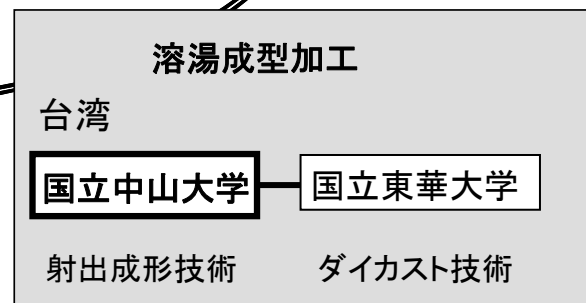 溶湯成型加工
台湾
国立中山大学 国立東華大学
射出成形技術 ダイカスト技術